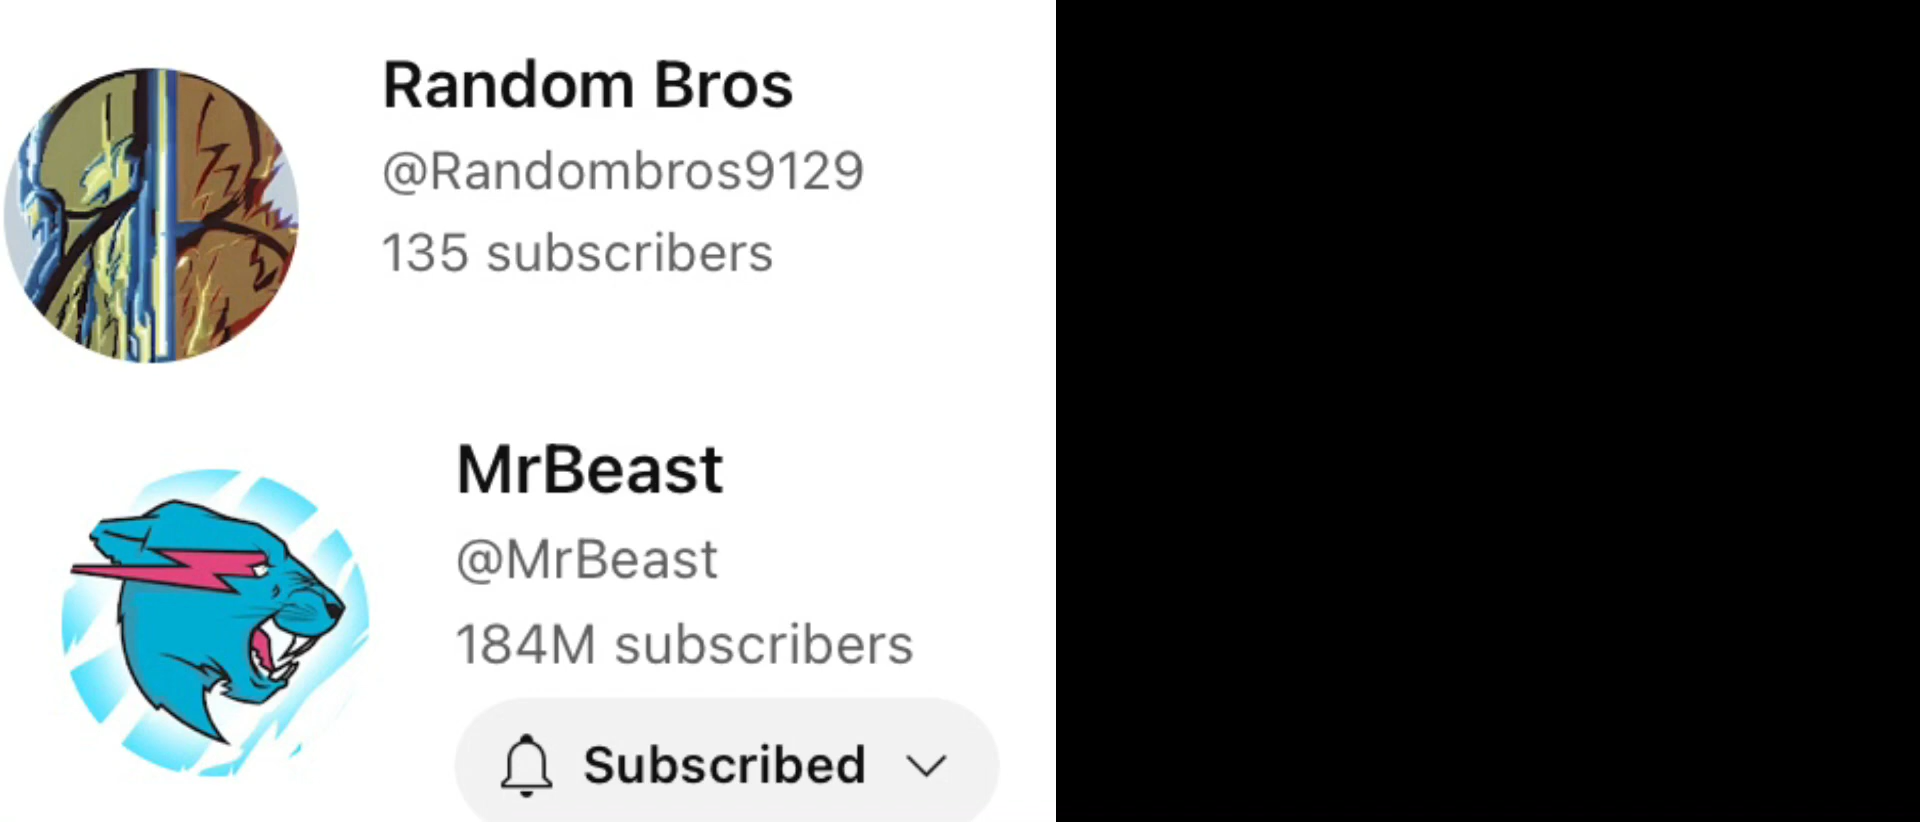 Random Bros
@Randombros9129
135 subscribers
MrBeast
@MrBeast
184M subscribers
Subscribed